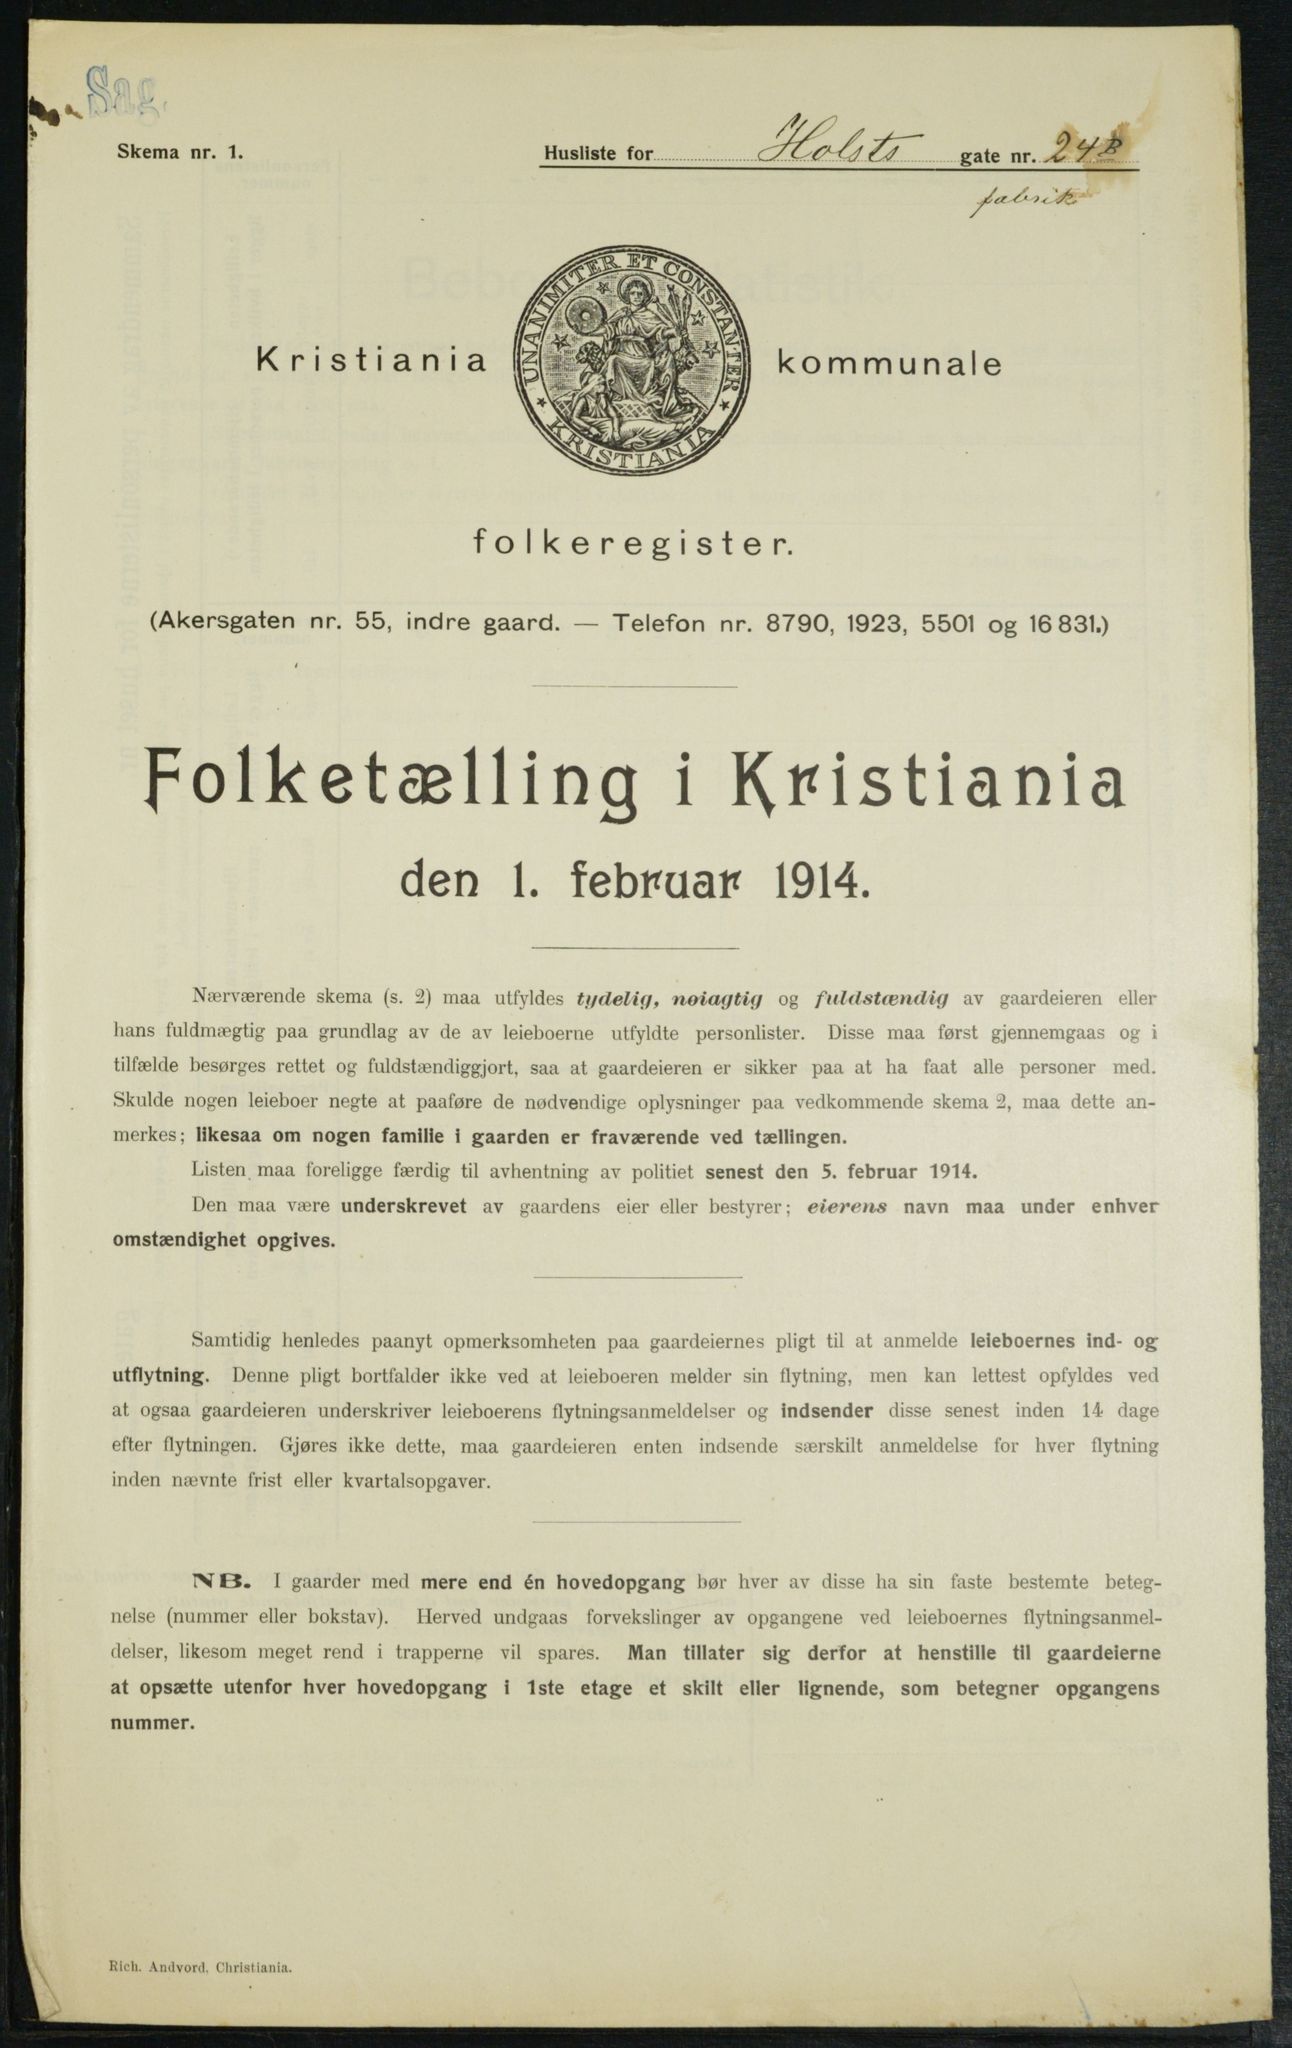 Sag.
Skema nr. 1.
Husliste for Holsts gate nr. 24B
fabrik
UNANIMITER ET CONSTANTER
KRISTIANIA
Kristiania kommunale
folkeregister.
(Akersgaten nr. 55, indre gaard. — Telefon nr. 8790, 1923, 5501 og 16 831.)
Folketælling i Kristiania
den 1. februar 1914.
Nærværende skema (s. 2) maa utfyldes tydelig, nøiagtig og fuldstændig av gaardeieren eller
hans fuldmægtig paa grundlag av de av leieboerne utfyldte personlister. Disse maa først gjennemgaas og i
tilfælde besørges rettet og fuldstændiggjort, saa at gaardeieren er sikker paa at ha faat alle personer med.
Skulde nogen leieboer negte at paaføre de nødvendige oplysninger paa vedkommende skema 2, maa dette an-
merkes; likesaa om nogen familie i gaarden er fraværende ved tællingen.
Listen maa foreligge færdig til avhentning av politiet senest den 5. februar 1914.
Den maa være underskrevet av gaardens eier eller bestyrer; eierens navn maa under enhver
omstændighet opgives.
Samtidig henledes paanyt opmerksomheten paa gaardeiernes pligt til at anmelde leieboernes ind- og
utflytning. Denne pligt bortfalder ikke ved at leieboeren melder sin flytning, men kan lettest opfyldes ved
at ogsaa gaardeieren underskriver leieboerens flytningsanmeldelser og indsender disse senest inden 14 dage
efter flytningen. Gjøres ikke dette, maa gaardeieren enten indsende særskilt anmeldelse for hver flytning
inden nævnte frist eller kvartalsopgaver.
NB. I gaarder med mere end én hovedopgang bør hver av disse ha sin faste bestemte beteg-
nelse (nummer eller bokstav). Herved undgaas forvekslinger av opgangene ved leieboernes flytningsanmel-
delser, likesom meget rend i trapperne vil spares. Man tillater sig derfor at henstille til gaardeierne
at opsætte utenfor hver hovedopgang i 1ste etage et skilt eller lignende, som betegner opgangens
nummer.
Rich. Andvord, Christiania.